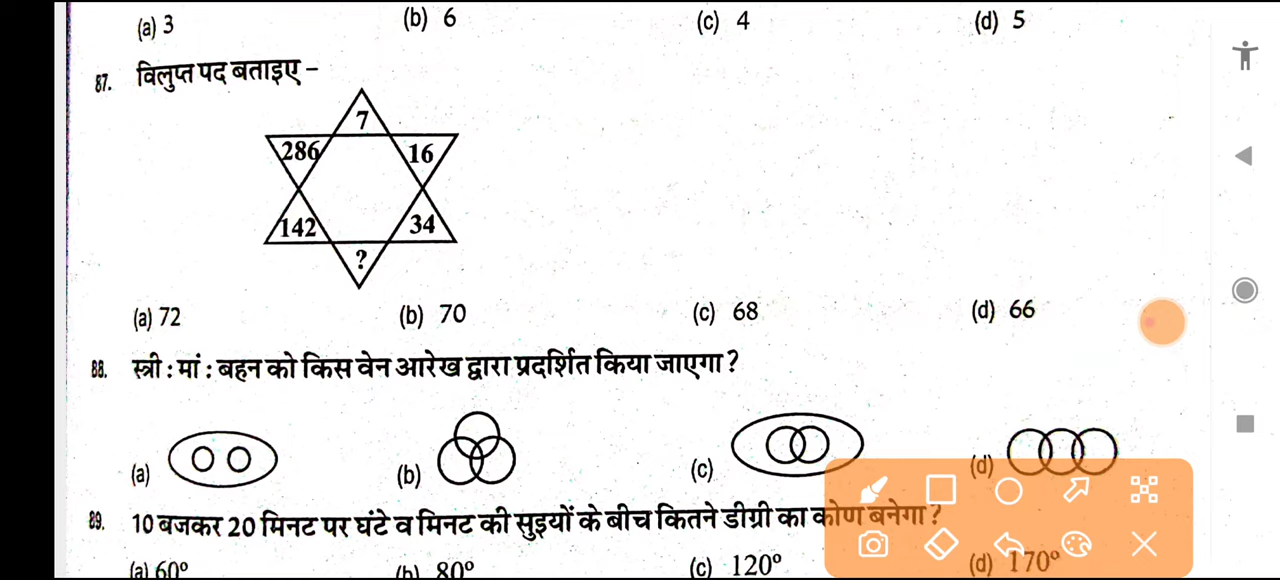 (a) 3 (b) 6 (c) 4 (d) 5
87. विलुप्त पद बताइए –
7
286 16
142 34
?
(a) 72 (b) 70 (c) 68 (d) 66
88. स्त्री : मां : बहन को किस वेन आरेख द्वारा प्रदर्शित किया जाएगा ?
(a) (b) (c) (d)
89. 10 बजकर 20 मिनट पर घंटे व मिनट की सुइयों के बीच कितने डीग्री का कोण बनेगा ?
(a) 60° (b) 80° (c) 120° (d) 170°